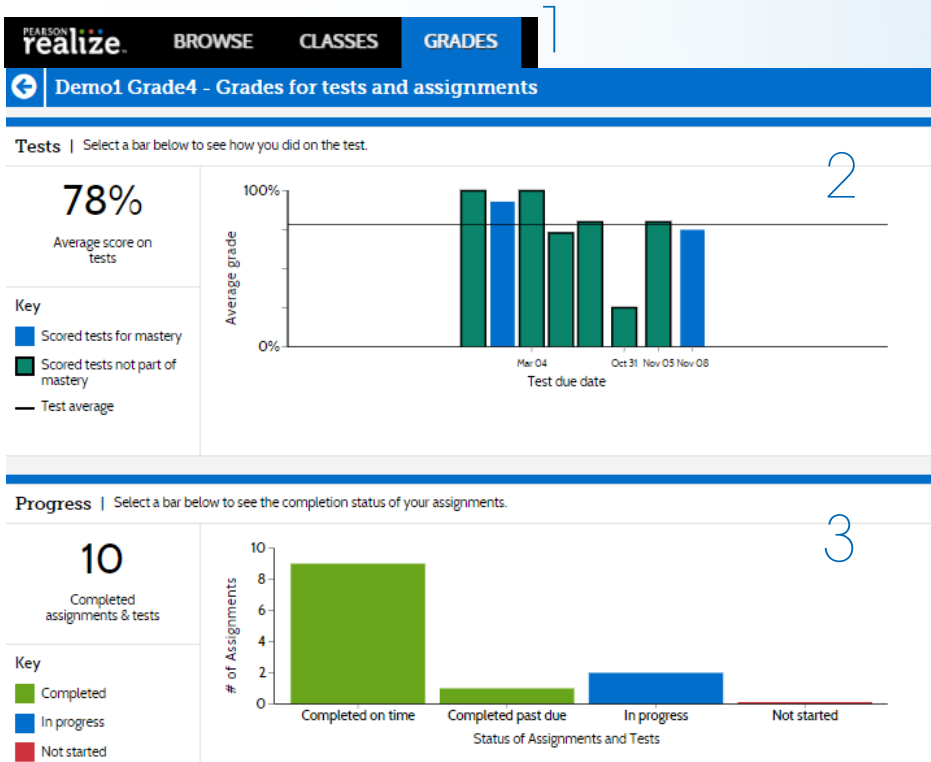 PEARSON
realize.
BROWSE
CLASSES
GRADES
1
Demo1 Grade4 - Grades for tests and assignments
Tests | Select a bar below to see how you did on the test.
2
78%
Average score on
tests
Key
Scored tests for mastery
Scored tests not part of
mastery
Test average
Average grade
100%
0%
Mar 04
Oct 31
Nov 05
Nov 08
Test due date
Progress | Select a bar below to see the completion status of your assignments.
3
10
Completed
assignments & tests
Key
Completed
In progress
Not started
# of Assignments
10
8
6
4
2
0
Completed on time
Completed past due
In progress
Not started
Status of Assignments and Tests